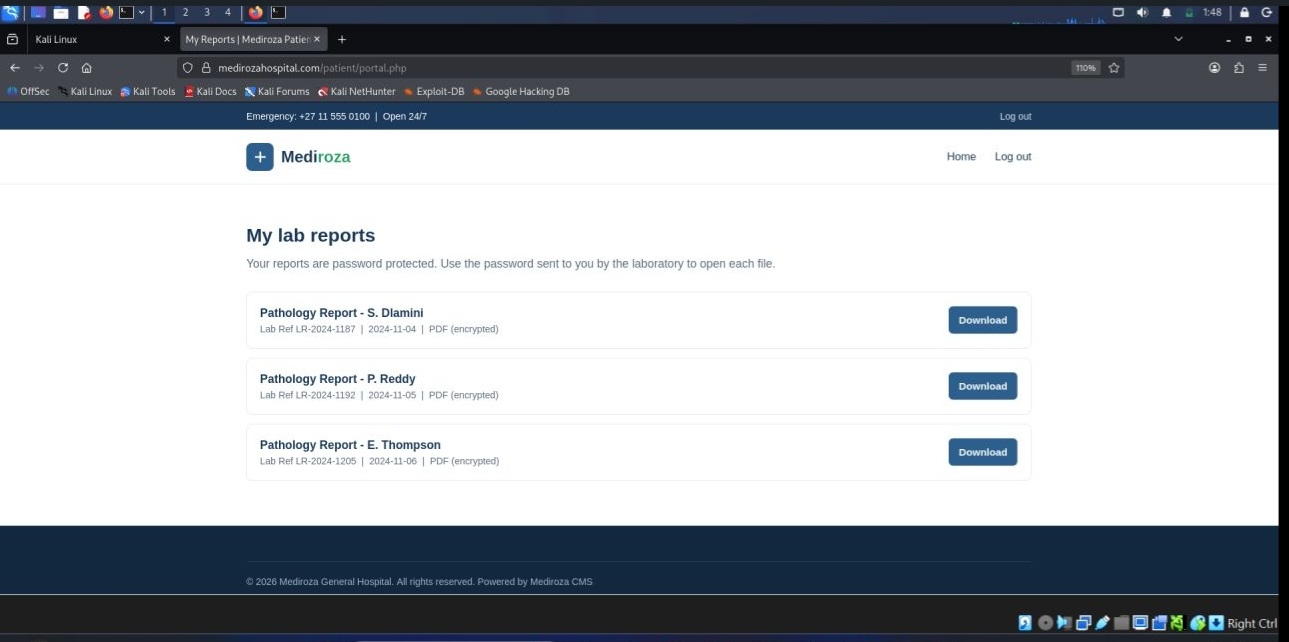 1 2 3 4
1:48
Kali Linux
My Reports | Mediroza Patie
medirozahospital.com/patient/portal.php
110%
OffSec Kali Linux Kali Tools Kali Docs Kali Forums Kali NetHunter Exploit-DB Google Hacking DB
Emergency: +27 11 555 0100 | Open 24/7
Log out
Mediroza
Home Log out
My lab reports
Your reports are password protected. Use the password sent to you by the laboratory to open each file.
Pathology Report - S. Dlamini
Lab Ref LR-2024-1187 | 2024-11-04 | PDF (encrypted)
Download
Pathology Report - P. Reddy
Lab Ref LR-2024-1192 | 2024-11-05 | PDF (encrypted)
Download
Pathology Report - E. Thompson
Lab Ref LR-2024-1205 | 2024-11-06 | PDF (encrypted)
Download
© 2026 Mediroza General Hospital. All rights reserved. Powered by Mediroza CMS
Right Ctrl